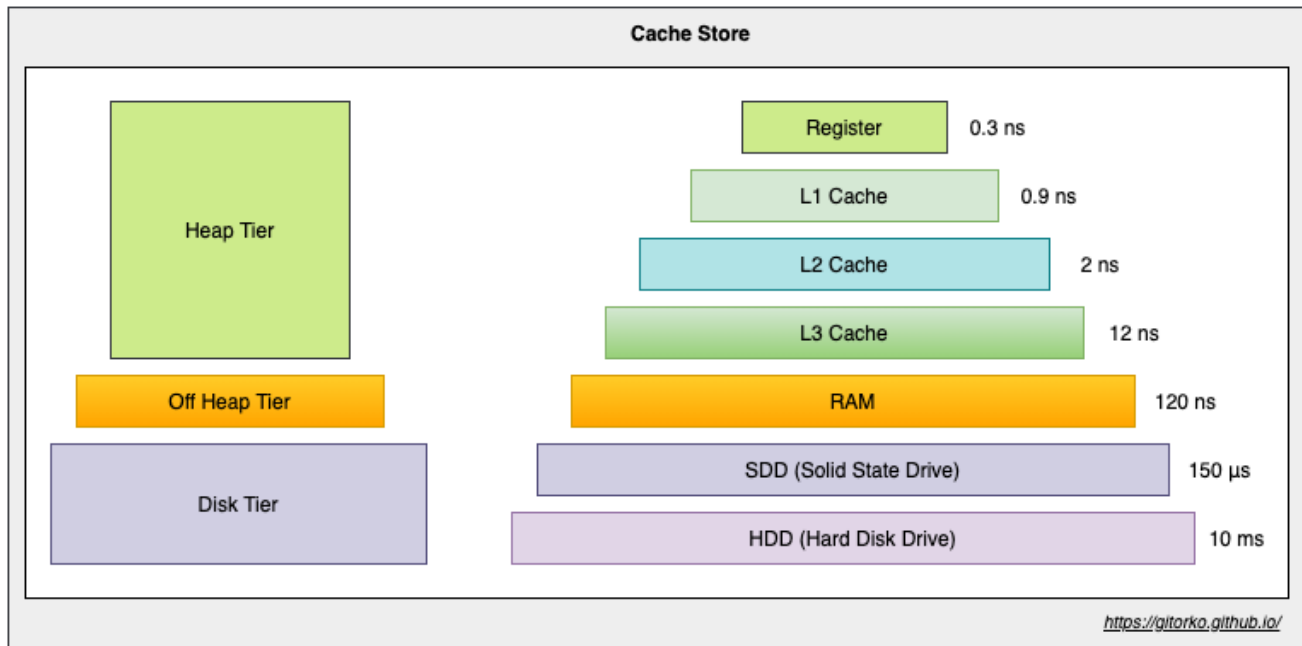 Cache Store
Heap Tier
Off Heap Tier
Disk Tier
Register
0.3 ns
L1 Cache
0.9 ns
L2 Cache
2 ns
L3 Cache
12 ns
RAM
120 ns
SDD (Solid State Drive)
150 µs
HDD (Hard Disk Drive)
10 ms
https://gitorko.github.io/